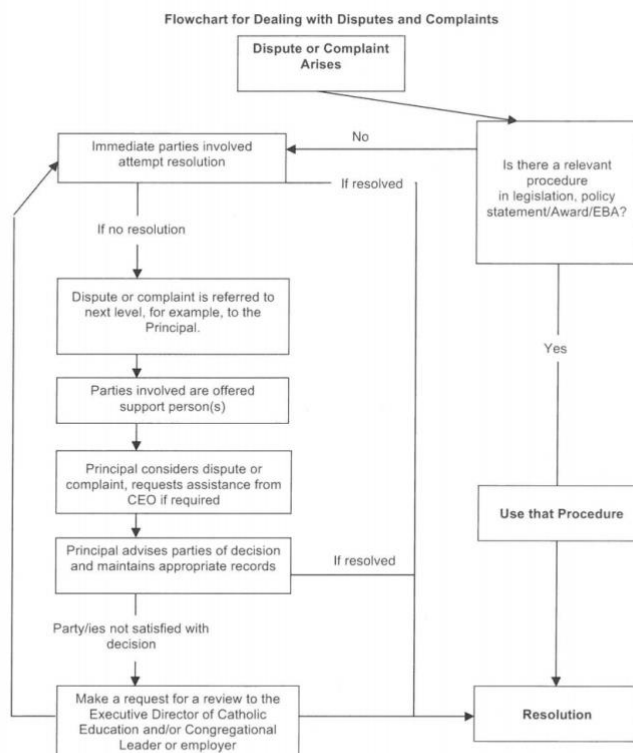 Flowchart for Dealing with Disputes and Complaints
Dispute or Complaint
Arises
No
Immediate parties involved
attempt resolution
Is there a relevant
procedure
in legislation, policy
statement/Award/EBA?
If resolved
If no resolution
Dispute or complaint is referred to
next level, for example, to the
Principal.
Yes
Parties involved are offered
support person(s)
Principal considers dispute or
complaint, requests assistance from
CEO if required
Use that Procedure
Principal advises parties of decision
and maintains appropriate records
If resolved
Party/ies not satisfied with
decision
Make a request for a review to the
Executive Director of Catholic
Education and/or Congregational
Leader or employer
Resolution